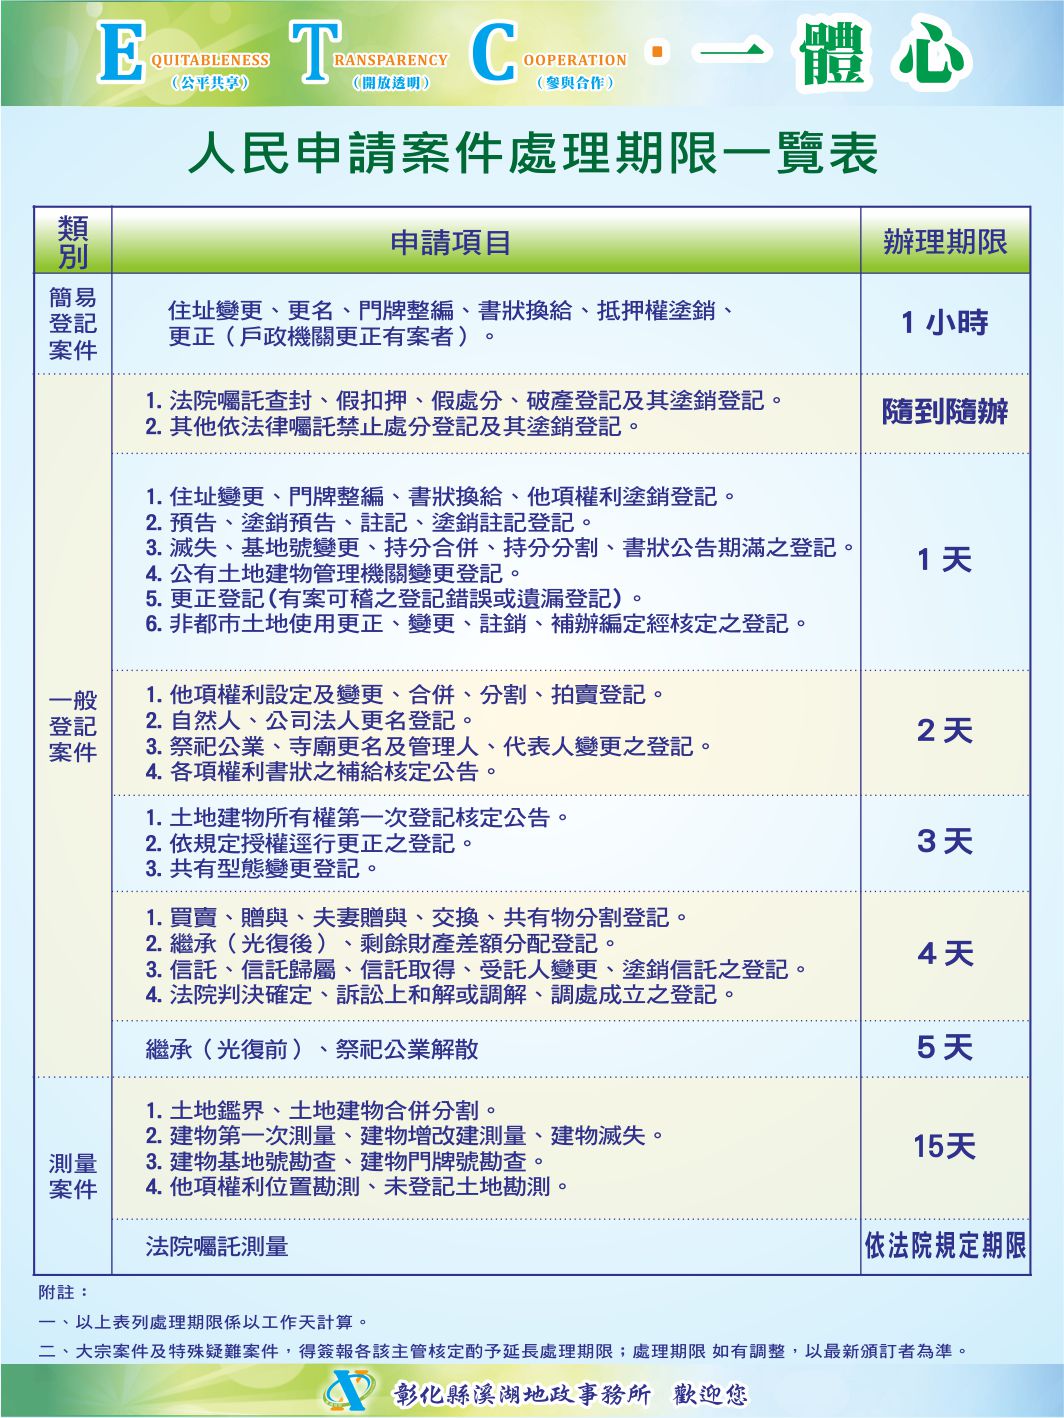 EQUITABLENESS TRANSPARENCY COOPERATION · 一體心
（公平共享） （開放透明） （參與合作）
人民申請案件處理期限一覽表
類別 申請項目 辦理期限
簡易登記案件
住址變更、更名、門牌整編、書狀換給、抵押權塗銷、
更正（戶政機關更正有案者）。
1 小時
一般登記案件
1. 法院囑託查封、假扣押、假處分、破產登記及其塗銷登記。
2. 其他依法律囑託禁止處分登記及其塗銷登記。
隨到隨辦
1. 住址變更、門牌整編、書狀換給、他項權利塗銷登記。
2. 預告、塗銷預告、註記、塗銷註記登記。
3. 滅失、基地號變更、持分合併、持分分割、書狀公告期滿之登記。
4. 公有土地建物管理機關變更登記。
5. 更正登記(有案可稽之登記錯誤或遺漏登記)。
6. 非都市土地使用更正、變更、註銷、補辦編定經核定之登記。
1 天
1. 他項權利設定及變更、合併、分割、拍賣登記。
2. 自然人、公司法人更名登記。
3. 祭祀公業、寺廟更名及管理人、代表人變更之登記。
4. 各項權利書狀之補給核定公告。
2 天
1. 土地建物所有權第一次登記核定公告。
2. 依規定授權逕行更正之登記。
3. 共有型態變更登記。
3 天
1. 買賣、贈與、夫妻贈與、交換、共有物分割登記。
2. 繼承（光復後）、剩餘財產差額分配登記。
3. 信託、信託歸屬、信託取得、受託人變更、塗銷信託之登記。
4. 法院判決確定、訴訟上和解或調解、調處成立之登記。
4 天
繼承（光復前）、祭祀公業解散
5 天
測量案件
1. 土地鑑界、土地建物合併分割。
2. 建物第一次測量、建物增改建測量、建物滅失。
3. 建物基地號勘查、建物門牌號勘查。
4. 他項權利位置勘測、未登記土地勘測。
15天
法院囑託測量
依法院規定期限
附註：
一、以上表列處理期限係以工作天計算。
二、大宗案件及特殊疑難案件，得簽報各該主管核定酌予延長處理期限；處理期限 如有調整，以最新頒訂者為準。
彰化縣溪湖地政事務所 歡迎您